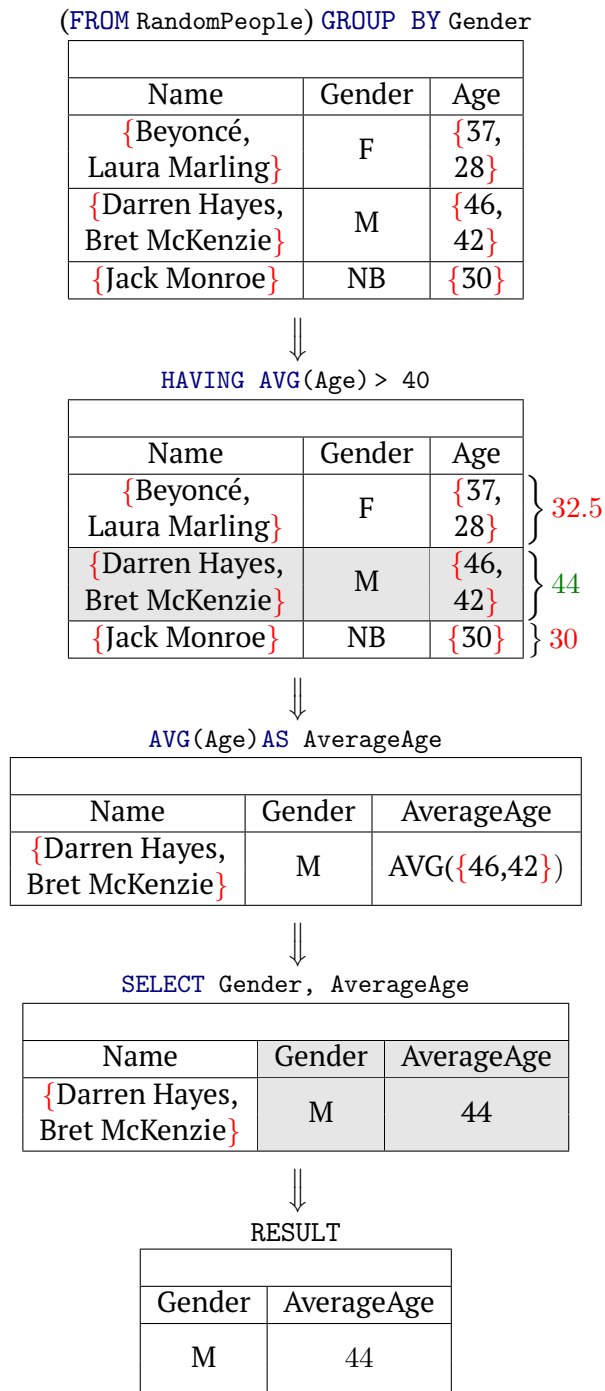 (FROM RandomPeople) GROUP BY Gender
Name Gender Age
{Beyoncé,
Laura Marling} F {37,
28}
{Darren Hayes,
Bret McKenzie} M {46,
42}
{Jack Monroe} NB {30}
⇓
HAVING AVG(Age) > 40
Name Gender Age
{Beyoncé,
Laura Marling} F {37,
28} } 32.5
{Darren Hayes,
Bret McKenzie} M {46,
42} } 44
{Jack Monroe} NB {30} } 30
⇓
AVG(Age) AS AverageAge
Name Gender AverageAge
{Darren Hayes,
Bret McKenzie} M AVG({46,42})
⇓
SELECT Gender, AverageAge
Name Gender AverageAge
{Darren Hayes,
Bret McKenzie} M 44
⇓
RESULT
Gender AverageAge
M 44